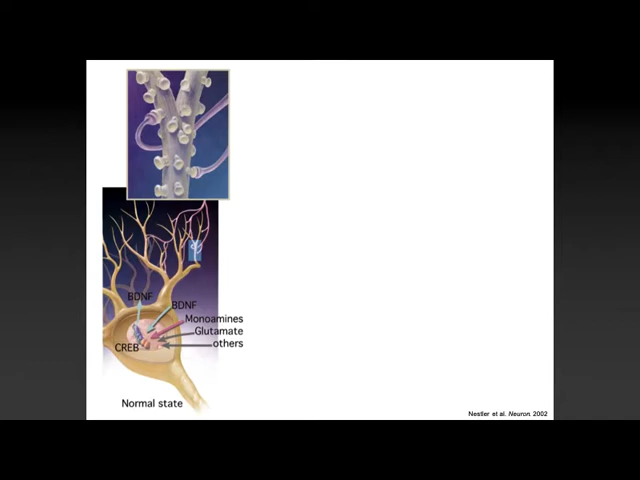 BDNF
BDNF
Monoamines
Glutamate
others
CREB
Normal state
Nestler et al. Neuron. 2002